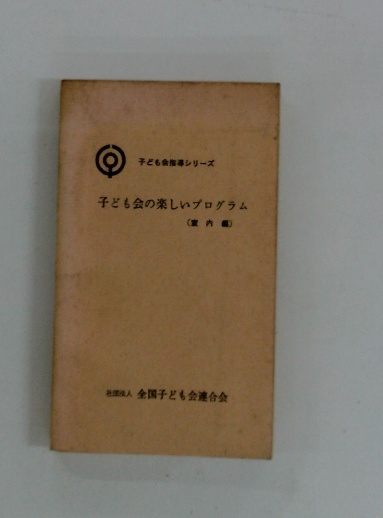 子ども会指導シリーズ
子ども会の楽しいプログラム
（室内編）
社団法人 全国子ども会連合会